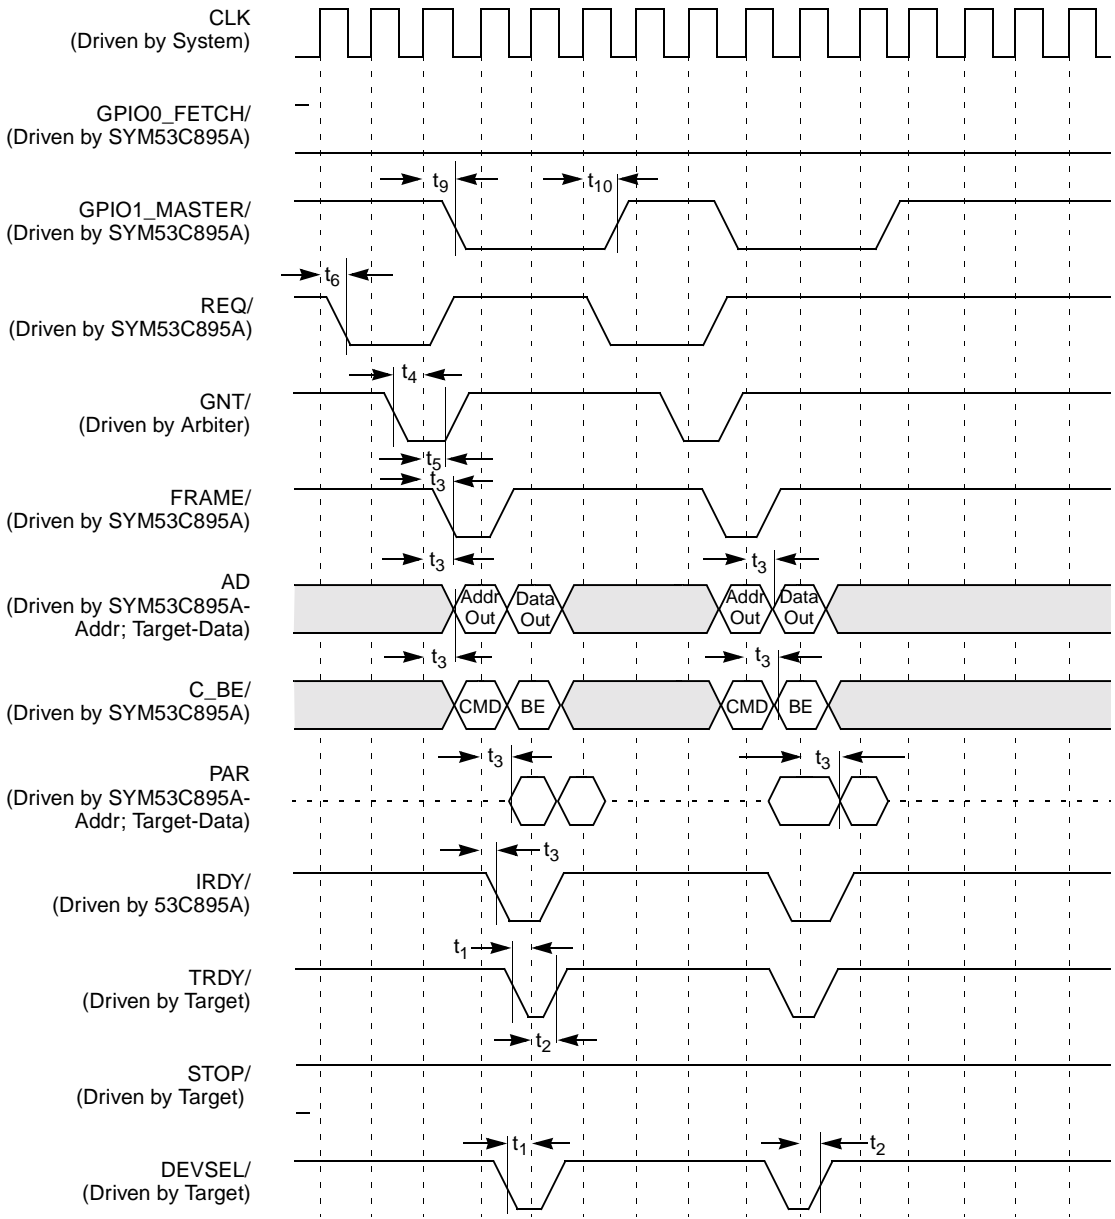 CLK
(Driven by System)
GPIO0_FETCH/
(Driven by SYM53C895A)
t9
t10
GPIO1_MASTER/
(Driven by SYM53C895A)
t6
REQ/
(Driven by SYM53C895A)
t4
GNT/
(Driven by Arbiter)
t5
t3
FRAME/
(Driven by SYM53C895A)
t3
t3
AD
(Driven by SYM53C895A-
Addr; Target-Data)
Addr
Out
Data
Out
Addr
Out
Data
Out
t3
t3
C_BE/
(Driven by SYM53C895A)
CMD
BE
CMD
BE
t3
t3
PAR
(Driven by SYM53C895A-
Addr; Target-Data)
t3
IRDY/
(Driven by 53C895A)
t1
TRDY/
(Driven by Target)
t2
STOP/
(Driven by Target)
t1
t2
DEVSEL/
(Driven by Target)